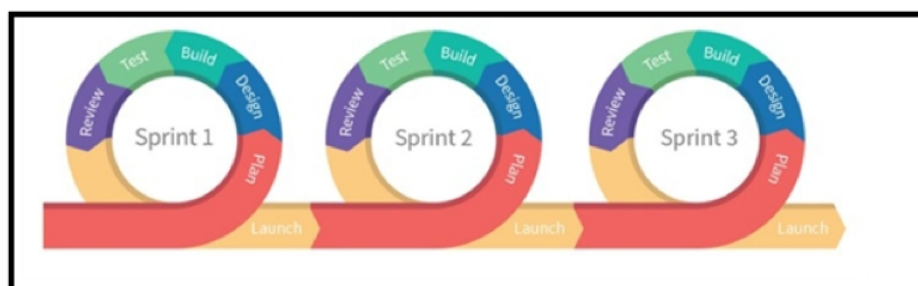 Test Build
Review Design
Sprint 1
Plan
Launch
Test Build
Review Design
Sprint 2
Plan
Launch
Test Build
Review Design
Sprint 3
Plan
Launch